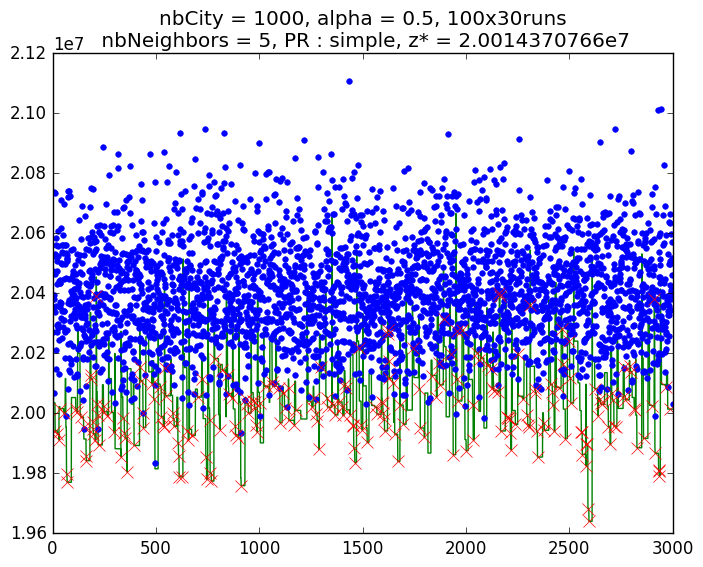 nbCity = 1000, alpha = 0.5, 100x30runs
nbNeighbors = 5, PR : simple, z* = 2.0014370766e7
1e7
2.12
2.10
2.08
2.06
2.04
2.02
2.00
1.98
1.96
0 500 1000 1500 2000 2500 3000